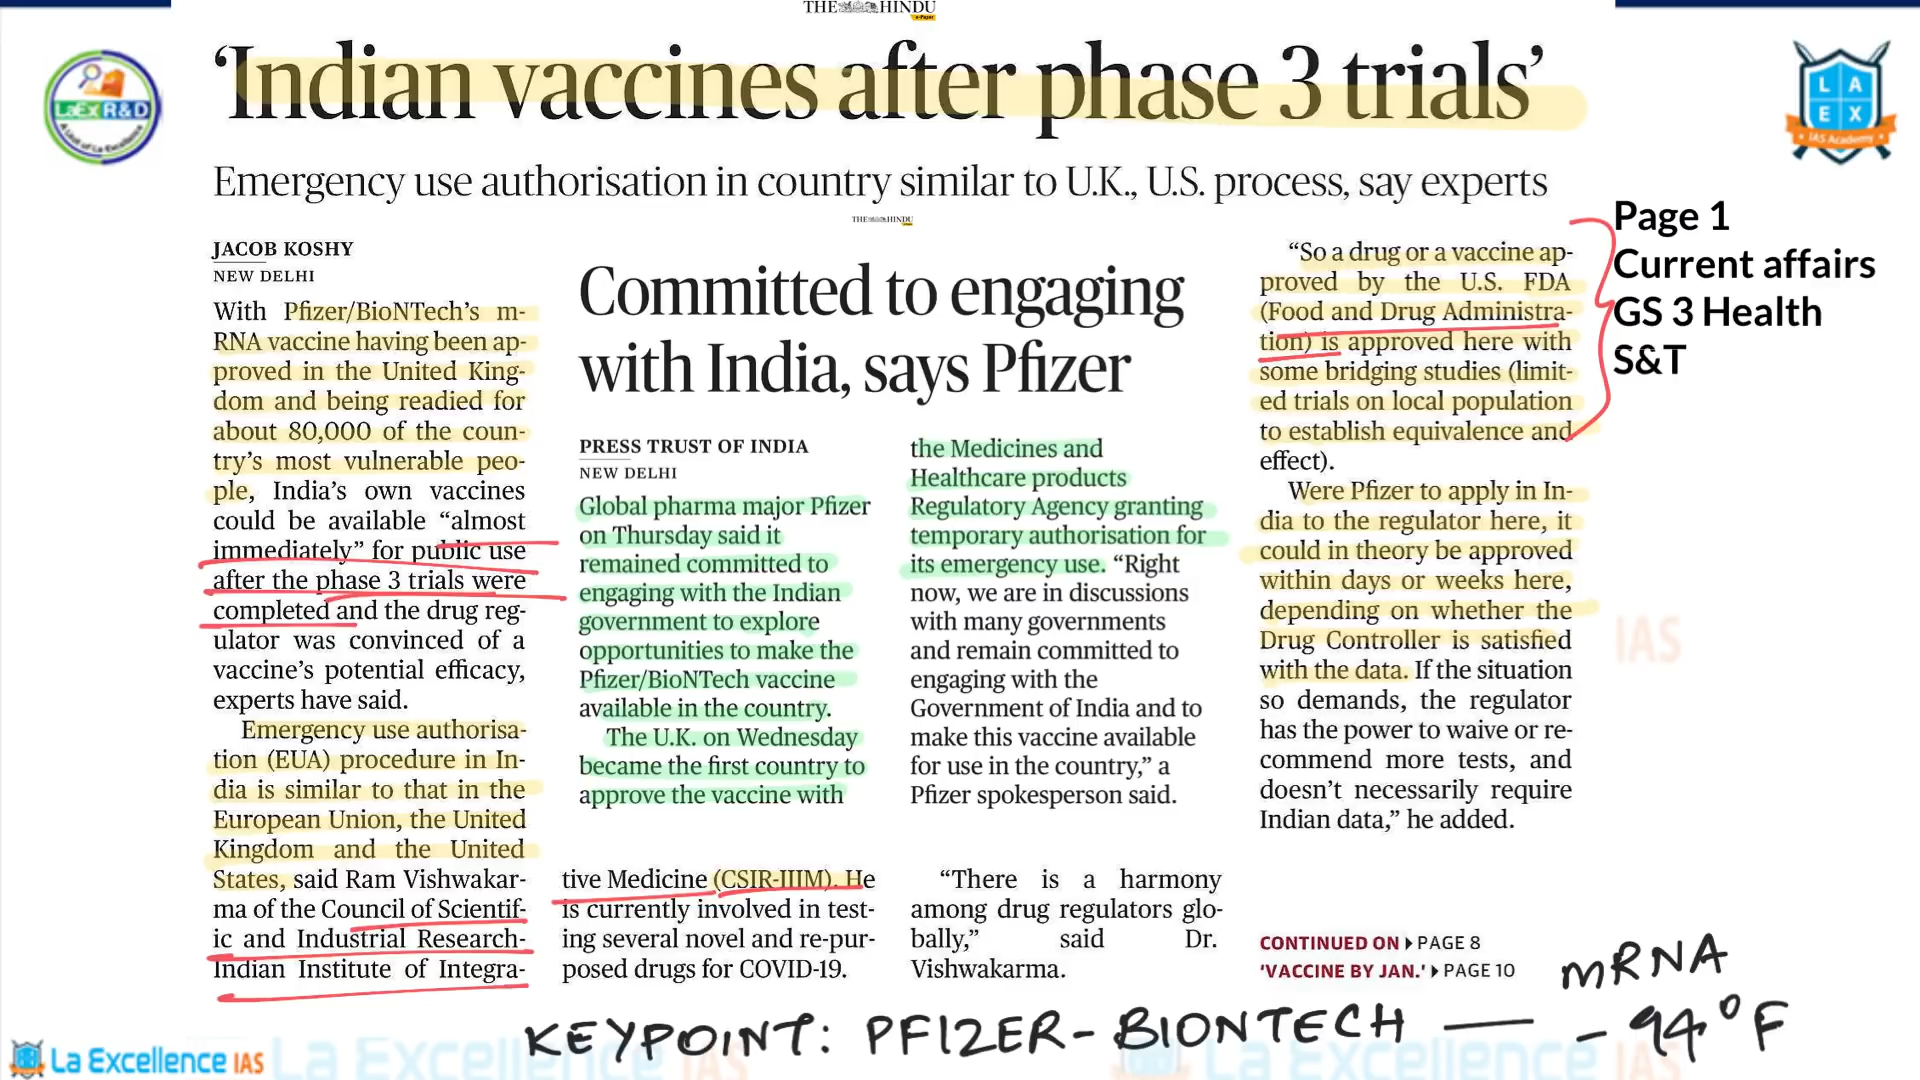 THE HINDU
e-Paper
‘Indian vaccines after phase 3 trials’
Emergency use authorisation in country similar to U.K., U.S. process, say experts
LaEx R&D
A Unit of La Excellence
L A
E X
IAS Academy
JACOB KOSHY
NEW DELHI
With Pfizer/BioNTech’s m-
RNA vaccine having been ap-
proved in the United King-
dom and being readied for
about 80,000 of the coun-
try’s most vulnerable peo-
ple, India’s own vaccines
could be available “almost
immediately” for public use
after the phase 3 trials were
completed and the drug reg-
ulator was convinced of a
vaccine’s potential efficacy,
experts have said.
Emergency use authorisa-
tion (EUA) procedure in In-
dia is similar to that in the
European Union, the United
Kingdom and the United
States, said Ram Vishwakar-
ma of the Council of Scientif-
ic and Industrial Research-
Indian Institute of Integra-
THE HINDU
Committed to engaging
with India, says Pfizer
PRESS TRUST OF INDIA
NEW DELHI
Global pharma major Pfizer
on Thursday said it
remained committed to
engaging with the Indian
government to explore
opportunities to make the
Pfizer/BioNTech vaccine
available in the country.
The U.K. on Wednesday
became the first country to
approve the vaccine with
the Medicines and
Healthcare products
Regulatory Agency granting
temporary authorisation for
its emergency use. “Right
now, we are in discussions
with many governments
and remain committed to
engaging with the
Government of India and to
make this vaccine available
for use in the country,” a
Pfizer spokesperson said.
tive Medicine (CSIR-IIIM). He
is currently involved in test-
ing several novel and re-pur-
posed drugs for COVID-19.
“There is a harmony
among drug regulators glo-
bally,” said Dr.
Vishwakarma.
“So a drug or a vaccine ap-
proved by the U.S. FDA
(Food and Drug Administra-
tion) is approved here with
some bridging studies (limit-
ed trials on local population
to establish equivalence and
effect).
Were Pfizer to apply in In-
dia to the regulator here, it
could in theory be approved
within days or weeks here,
depending on whether the
Drug Controller is satisfied
with the data. If the situation
so demands, the regulator
has the power to waive or re-
commend more tests, and
doesn’t necessarily require
Indian data,” he added.
CONTINUED ON ▸ PAGE 8
‘VACCINE BY JAN.’ ▸ PAGE 10
Page 1
Current affairs
GS 3 Health
S&T
IAS
KEYPOINT: PFIZER-BIONTECH — mRNA
-94°F
La Excellence IAS
La Excellence
La Excellence IAS